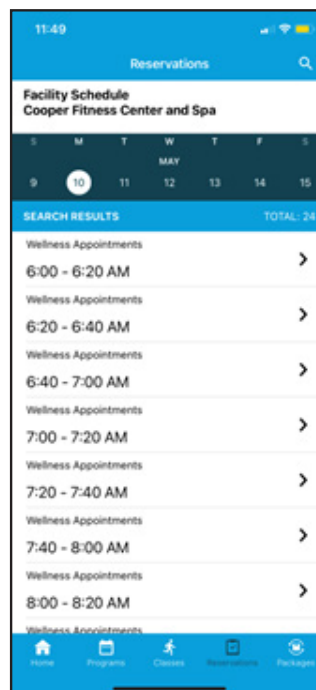 11:49
Reservations
Facility Schedule
Cooper Fitness Center and Spa
S M T W T F S
MAY
9 10 11 12 13 14 15
SEARCH RESULTS TOTAL: 24
Wellness Appointments
6:00 - 6:20 AM
Wellness Appointments
6:20 - 6:40 AM
Wellness Appointments
6:40 - 7:00 AM
Wellness Appointments
7:00 - 7:20 AM
Wellness Appointments
7:20 - 7:40 AM
Wellness Appointments
7:40 - 8:00 AM
Wellness Appointments
8:00 - 8:20 AM
Wellness Appointments
Home Programs Classes Reservations Packages